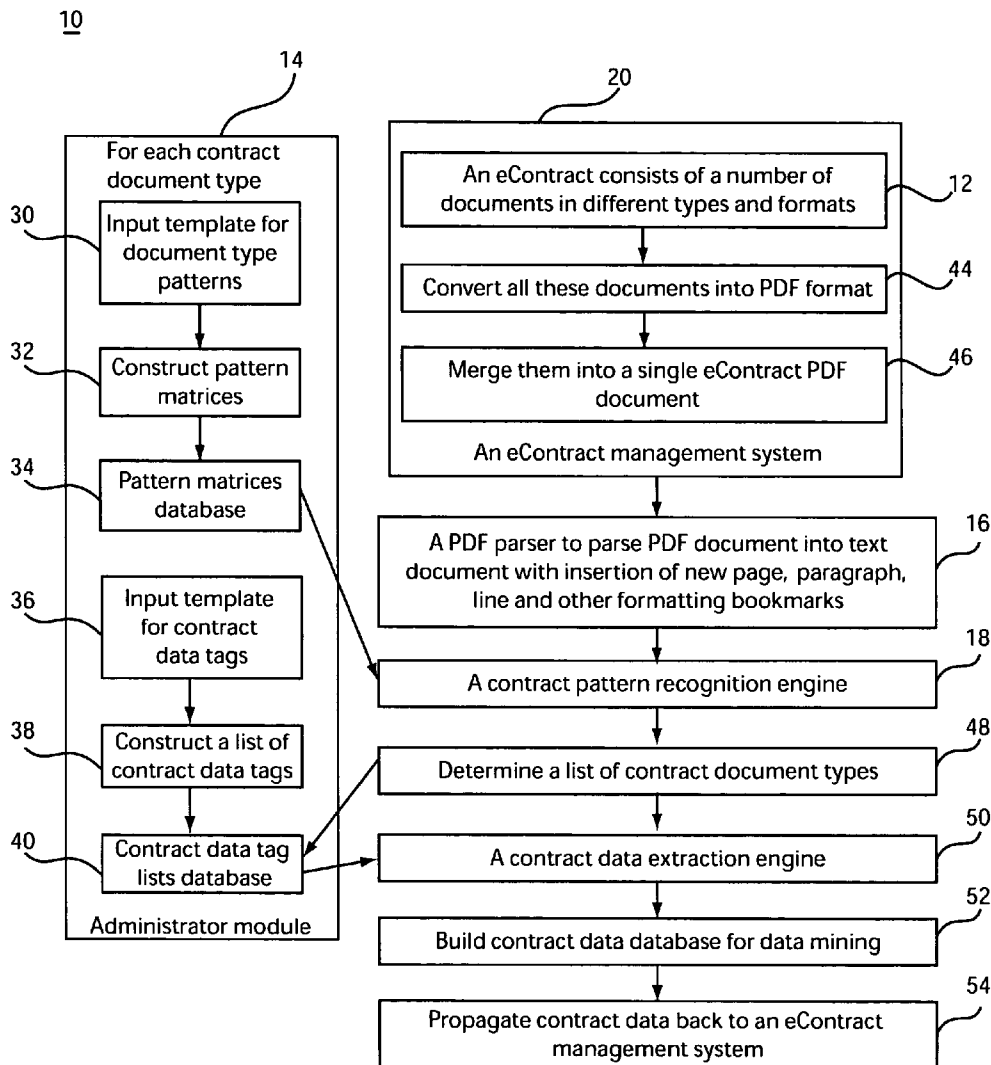 10
14
For each contract
document type
30
Input template for
document type
patterns
32
Construct pattern
matrices
34
Pattern matrices
database
36
Input template
for contract
data tags
38
Construct a list of
contract data tags
40
Contract data tag
lists database
Administrator module
20
An eContract consists of a number of
documents in different types and formats
12
Convert all these documents into PDF format
44
Merge them into a single eContract PDF
document
46
An eContract management system
A PDF parser to parse PDF document into text
document with insertion of new page, paragraph,
line and other formatting bookmarks
16
A contract pattern recognition engine
18
Determine a list of contract document types
48
A contract data extraction engine
50
Build contract data database for data mining
52
Propagate contract data back to an eContract
management system
54